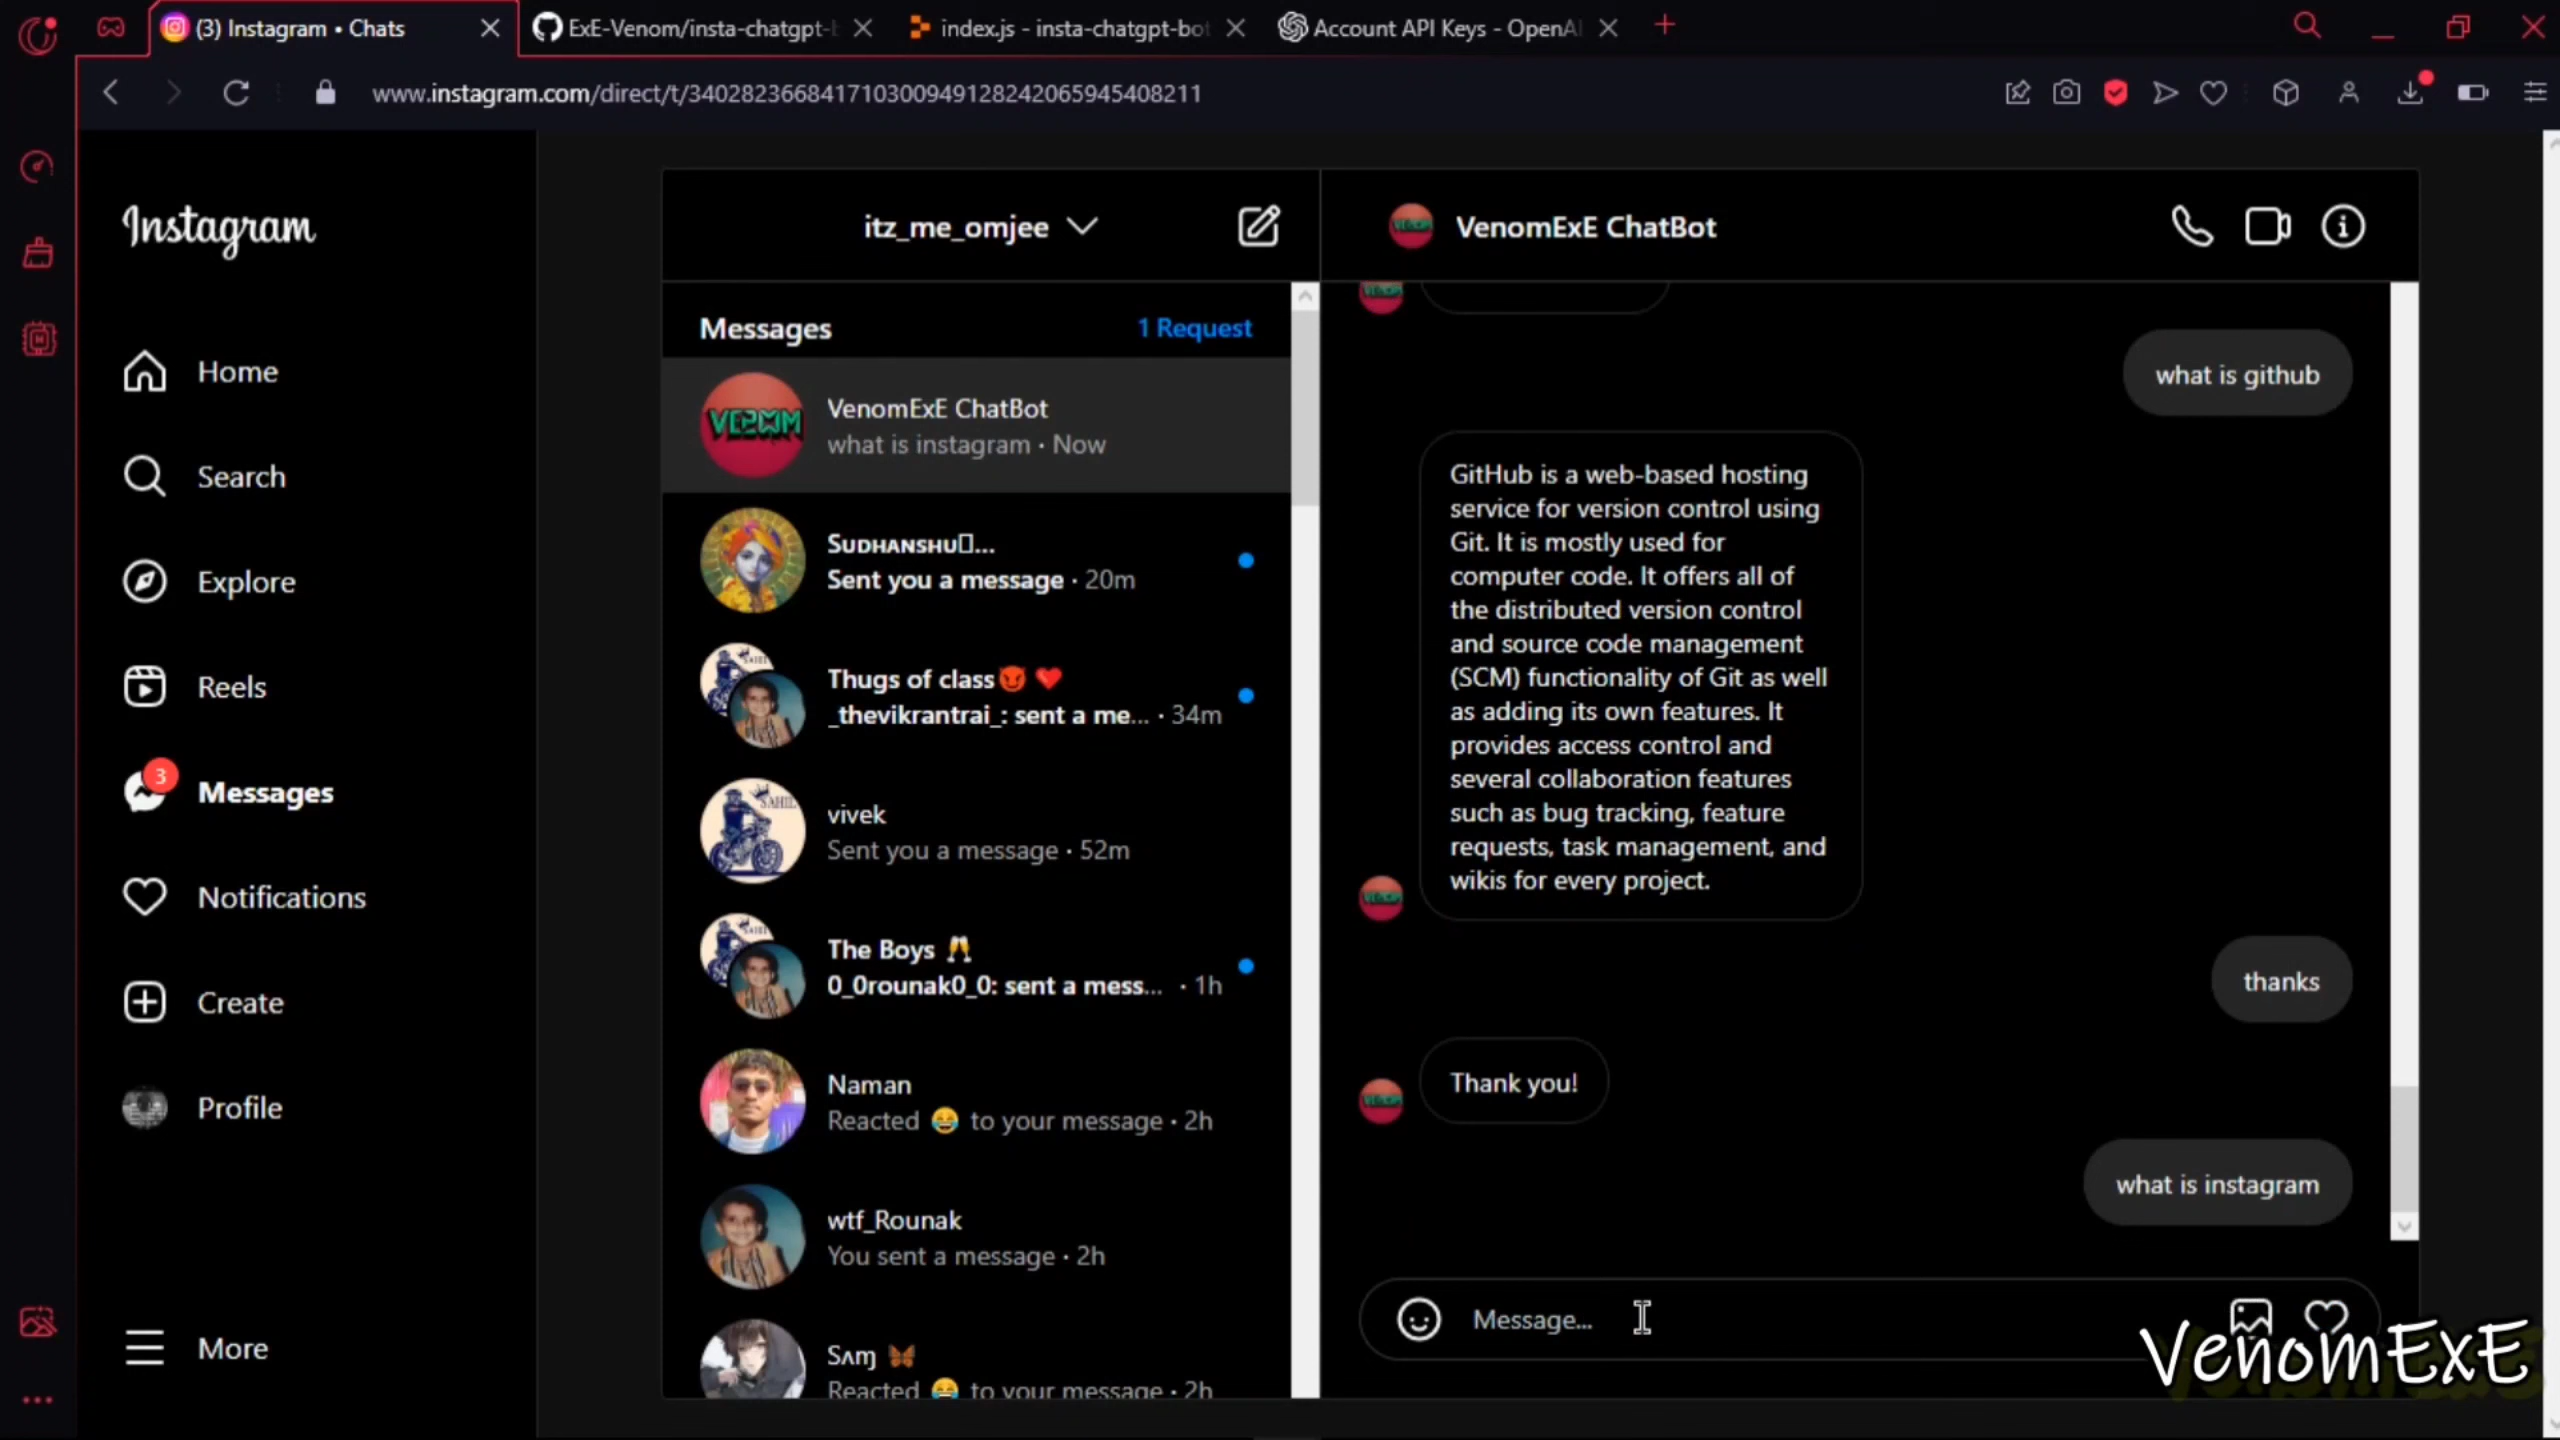 (3) Instagram • Chats
ExE-Venom/insta-chatgpt-b
index.js - insta-chatgpt-bot
Account API Keys - OpenAI
www.instagram.com/direct/t/340282366841710300949128242065945408211
Instagram
Home
Search
Explore
Reels
3
Messages
Notifications
Create
Profile
More
itz_me_omjee
Messages
1 Request
VENOM
VenomExE ChatBot
what is instagram · Now
Sᴜᴅʜᴀɴsʜᴜ▯...
Sent you a message · 20m
Thugs of class😈 ❤️
_thevikrantrai_: sent a me... · 34m
SAHIL
vivek
Sent you a message · 52m
The Boys 🥂
0_0rounak0_0: sent a mess... · 1h
Naman
Reacted 😂 to your message · 2h
wtf_Rounak
You sent a message · 2h
Sʌɱ 🦋
Reacted 😂 to your message · 2h
VenomExE ChatBot
what is github
GitHub is a web-based hosting
service for version control using
Git. It is mostly used for
computer code. It offers all of
the distributed version control
and source code management
(SCM) functionality of Git as well
as adding its own features. It
provides access control and
several collaboration features
such as bug tracking, feature
requests, task management, and
wikis for every project.
thanks
Thank you!
what is instagram
Message...
VenomExE